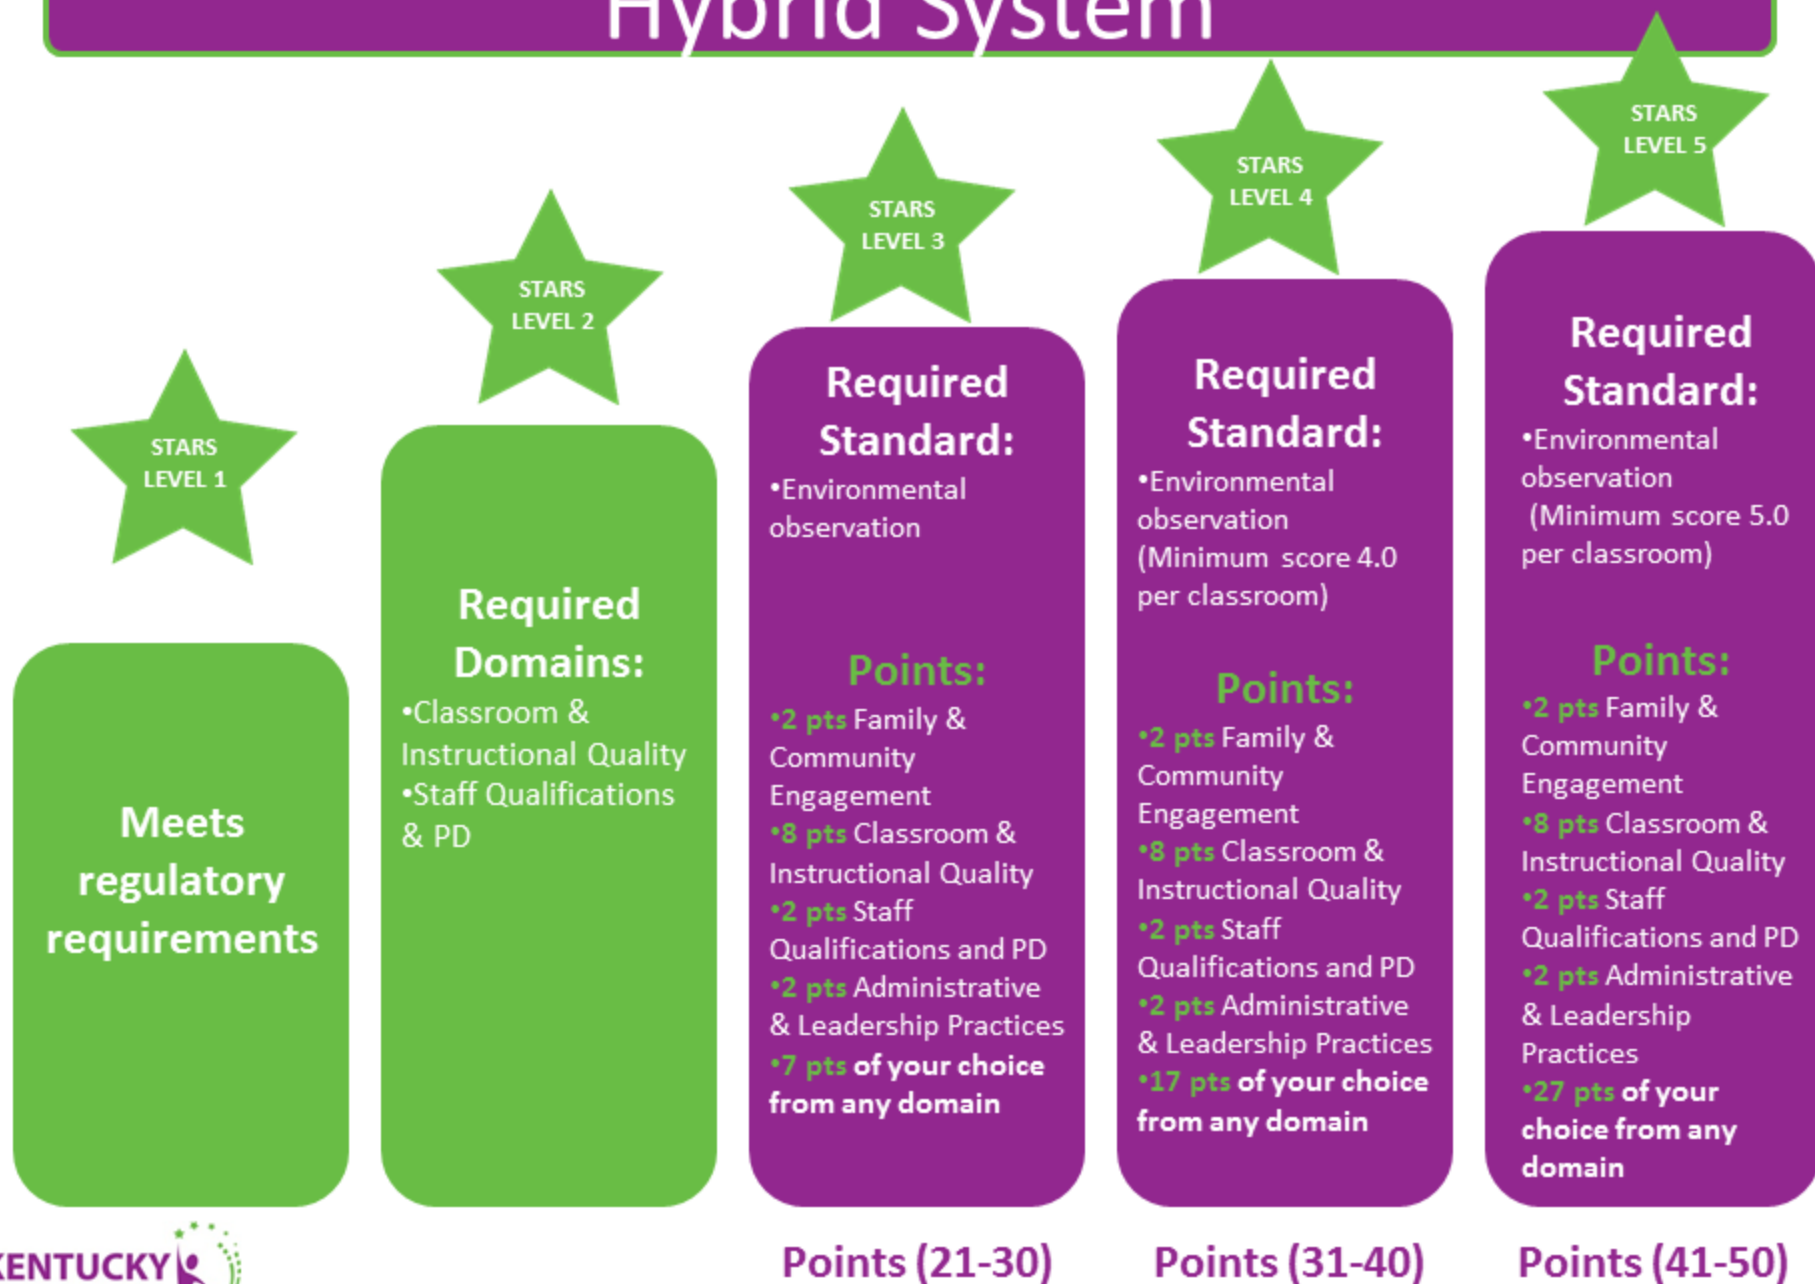 Hybrid System
STARS
LEVEL 1
Meets
regulatory
requirements
STARS
LEVEL 2
Required
Domains:
•Classroom &
Instructional Quality
•Staff Qualifications
& PD
STARS
LEVEL 3
Required
Standard:
•Environmental
observation
Points:
•2 pts Family &
Community
Engagement
•8 pts Classroom &
Instructional Quality
•2 pts Staff
Qualifications and PD
•2 pts Administrative
& Leadership Practices
•7 pts of your choice
from any domain
Points (21-30)
STARS
LEVEL 4
Required
Standard:
•Environmental
observation
(Minimum score 4.0
per classroom)
Points:
•2 pts Family &
Community
Engagement
•8 pts Classroom &
Instructional Quality
•2 pts Staff
Qualifications and PD
•2 pts Administrative
& Leadership Practices
•17 pts of your choice
from any domain
Points (31-40)
STARS
LEVEL 5
Required
Standard:
•Environmental
observation
(Minimum score 5.0
per classroom)
Points:
•2 pts Family &
Community
Engagement
•8 pts Classroom &
Instructional Quality
•2 pts Staff
Qualifications and PD
•2 pts Administrative
& Leadership
Practices
•27 pts of your
choice from any
domain
Points (41-50)
KENTUCKY